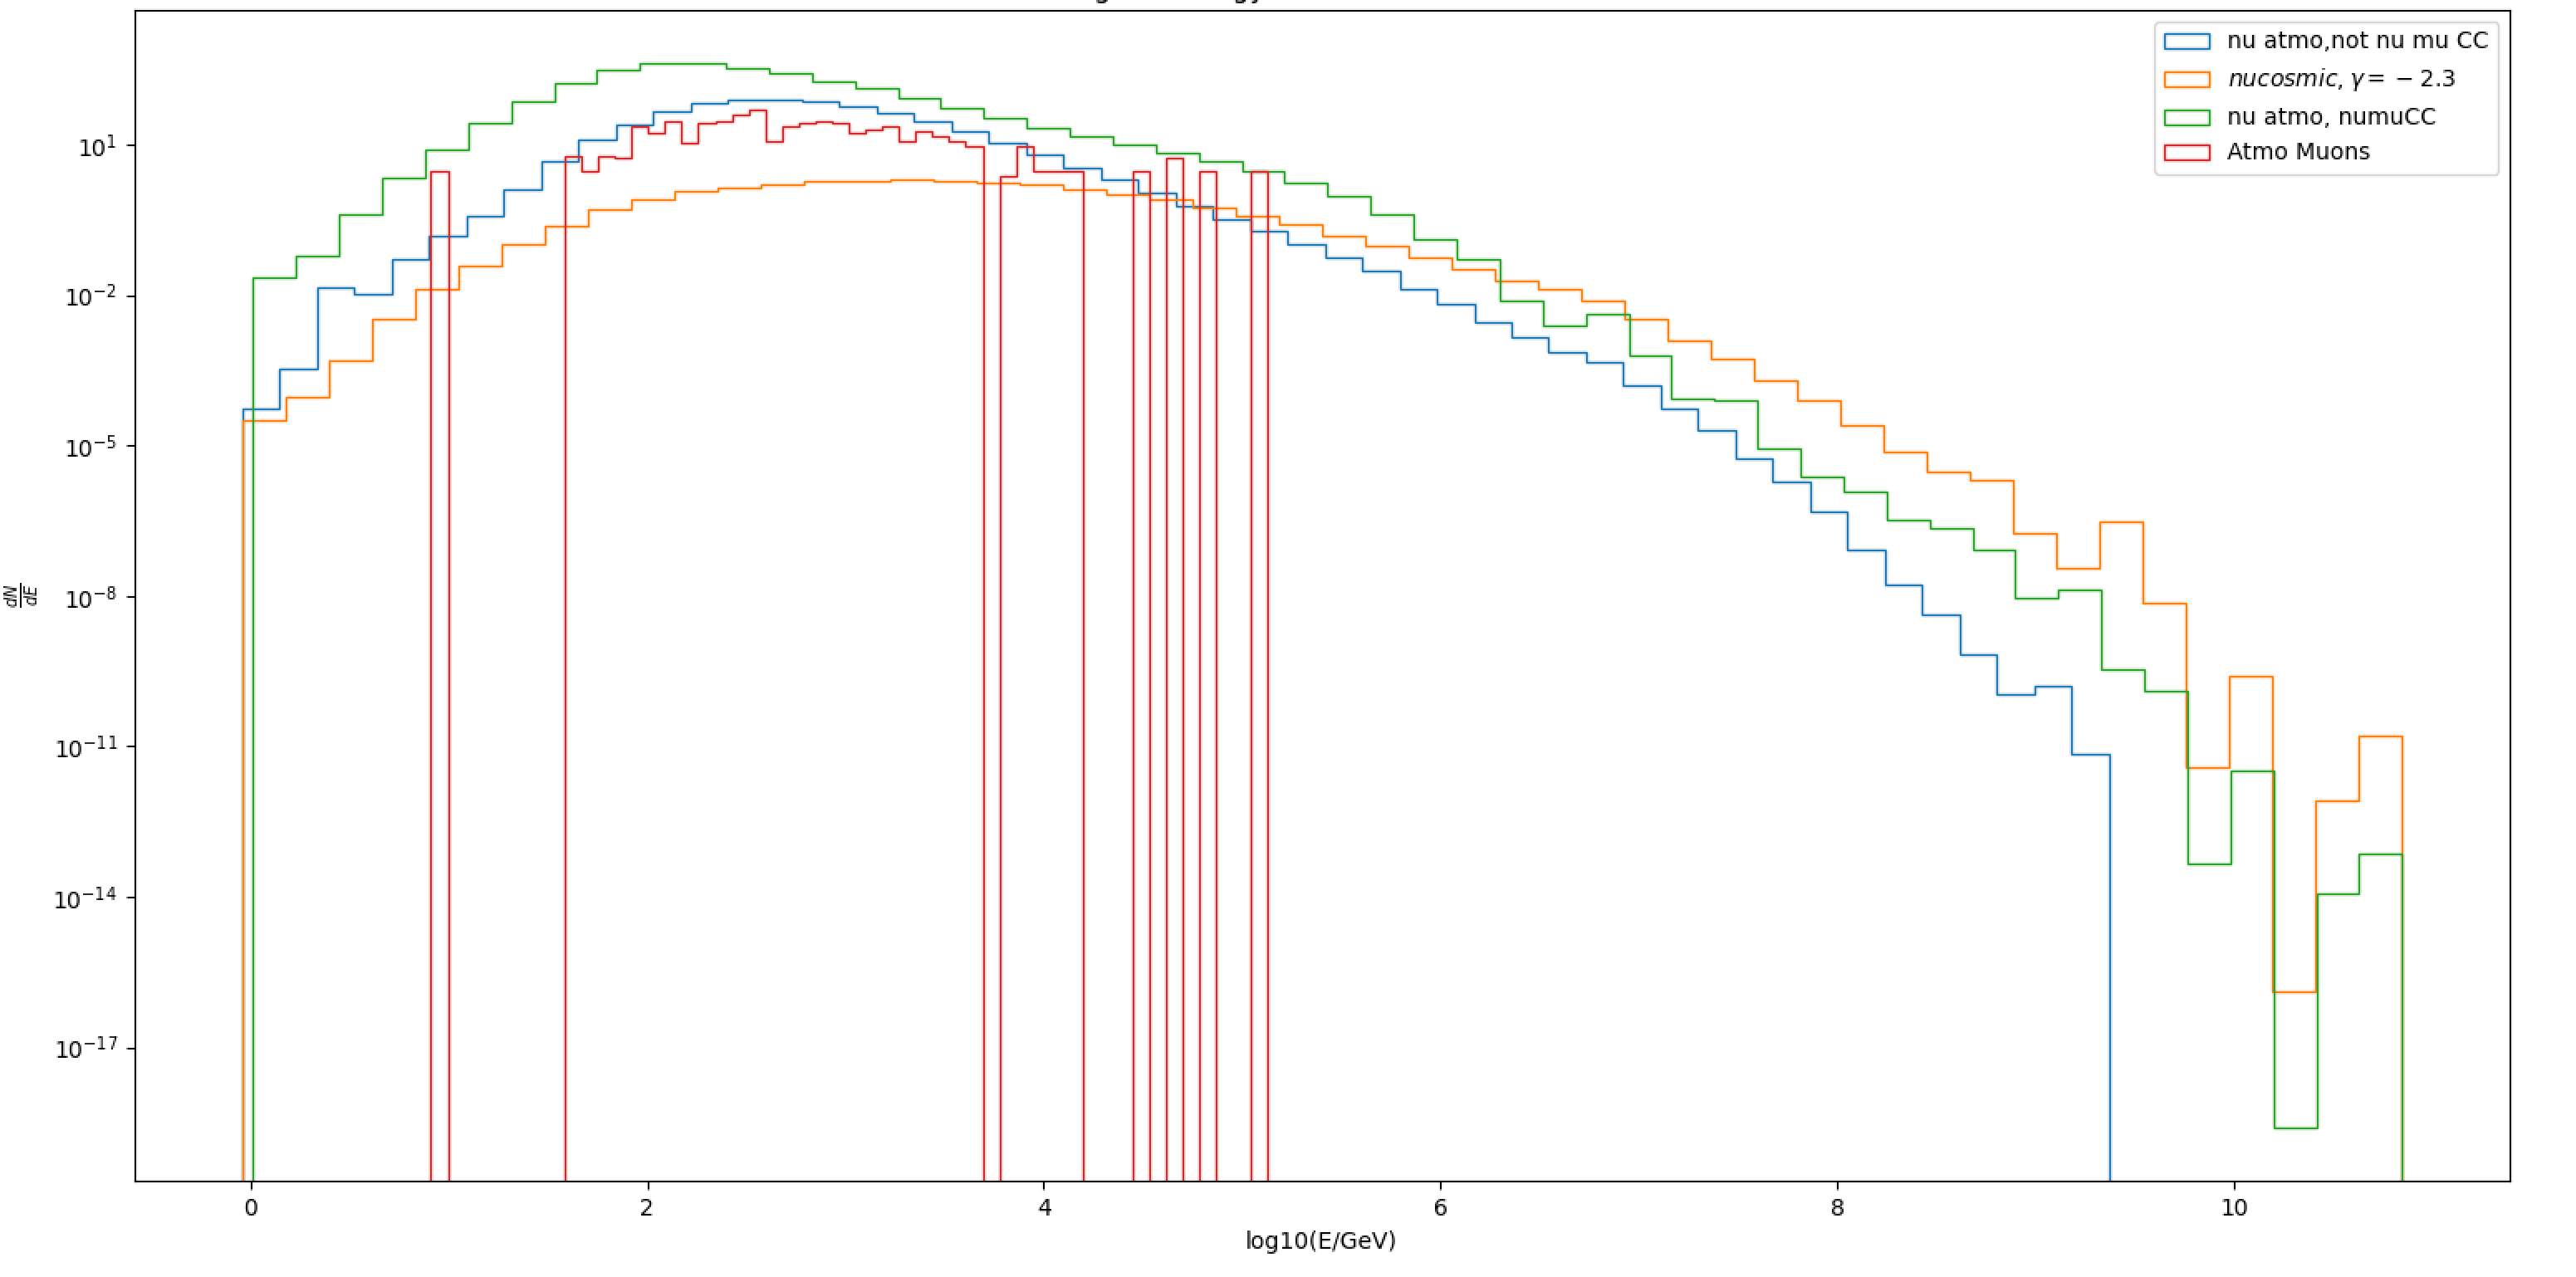 nu atmo,not nu mu CC
nucosmic, γ = − 2.3
nu atmo, numuCC
Atmo Muons
10^1
10^-2
10^-5
10^-8
10^-11
10^-14
10^-17
dN/dE
0 2 4 6 8 10
log10(E/GeV)